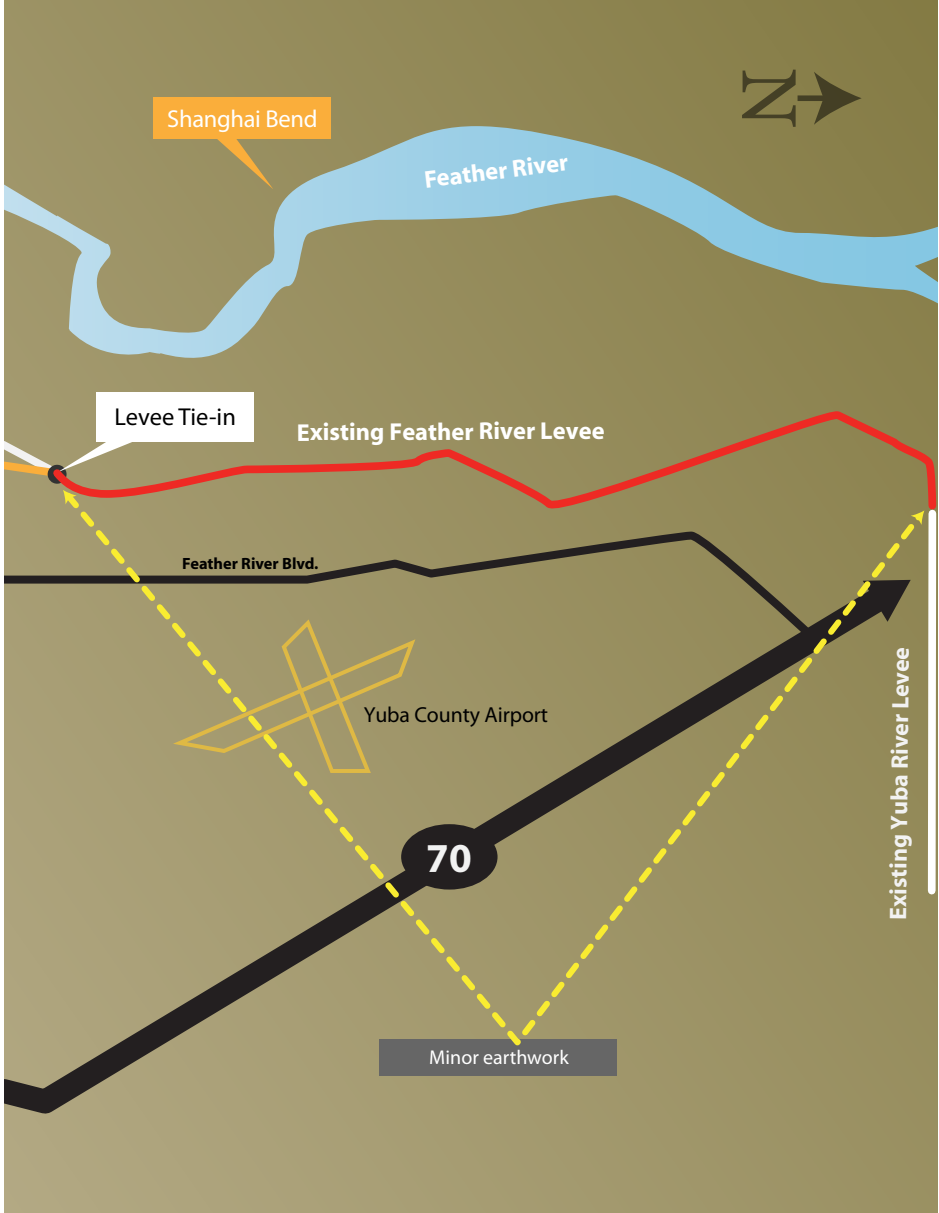 N
Shanghai Bend
Feather River
Levee Tie-in
Existing Feather River Levee
Feather River Blvd.
Yuba County Airport
Existing Yuba River Levee
70
Minor earthwork